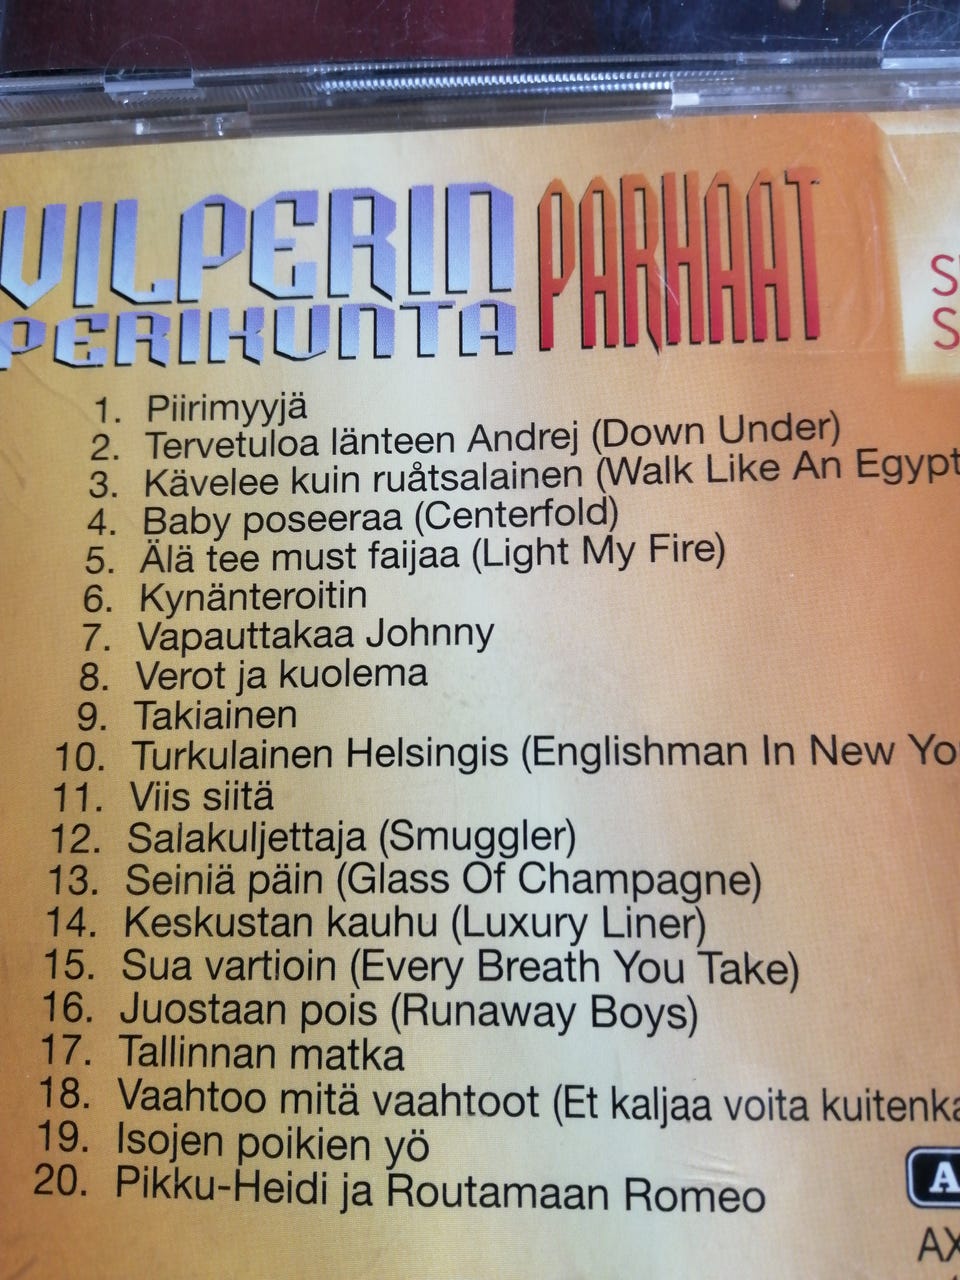 VILPERIN PARHAAT
PERIKUNTA
S
S
1. Piirimyyjä
2. Tervetuloa länteen Andrej (Down Under)
3. Kävelee kuin ruåtsalainen (Walk Like An Egypt
4. Baby poseeraa (Centerfold)
5. Älä tee must faijaa (Light My Fire)
6. Kynänteroitin
7. Vapauttakaa Johnny
8. Verot ja kuolema
9. Takiainen
10. Turkulainen Helsingis (Englishman In New Yo
11. Viis siitä
12. Salakuljettaja (Smuggler)
13. Seiniä päin (Glass Of Champagne)
14. Keskustan kauhu (Luxury Liner)
15. Sua vartioin (Every Breath You Take)
16. Juostaan pois (Runaway Boys)
17. Tallinnan matka
18. Vaahtoo mitä vaahtoot (Et kaljaa voita kuitenka
19. Isojen poikien yö
20. Pikku-Heidi ja Routamaan Romeo
A
AX